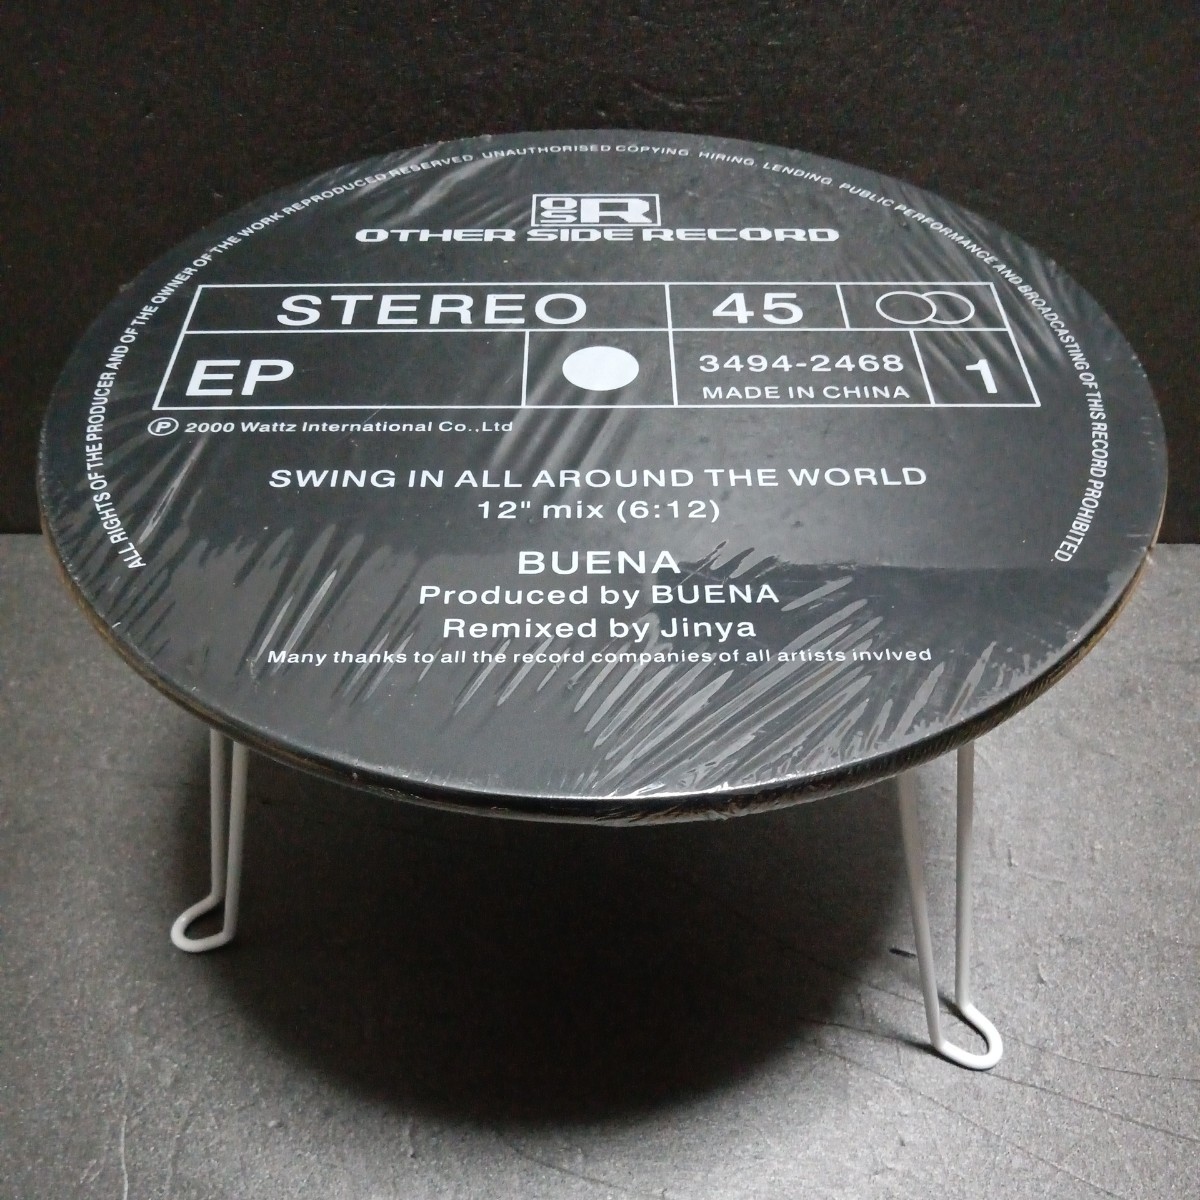 ALL RIGHTS OF THE PRODUCER AND OF THE OWNER OF THE WORK REPRODUCED RESERVED. UNAUTHORISED COPYING. HIRING. LENDING. PUBLIC PERFORMANCE AND BROADCASTING OF THIS RECORD PROHIBITED.
OSR
OTHER SIDE RECORD
STEREO 45
EP 3494-2468 1
MADE IN CHINA
Ⓟ 2000 Wattz International Co.,Ltd
SWING IN ALL AROUND THE WORLD
12" mix (6:12)
BUENA
Produced by BUENA
Remixed by Jinya
Many thanks to all the record companies of all artists invlved